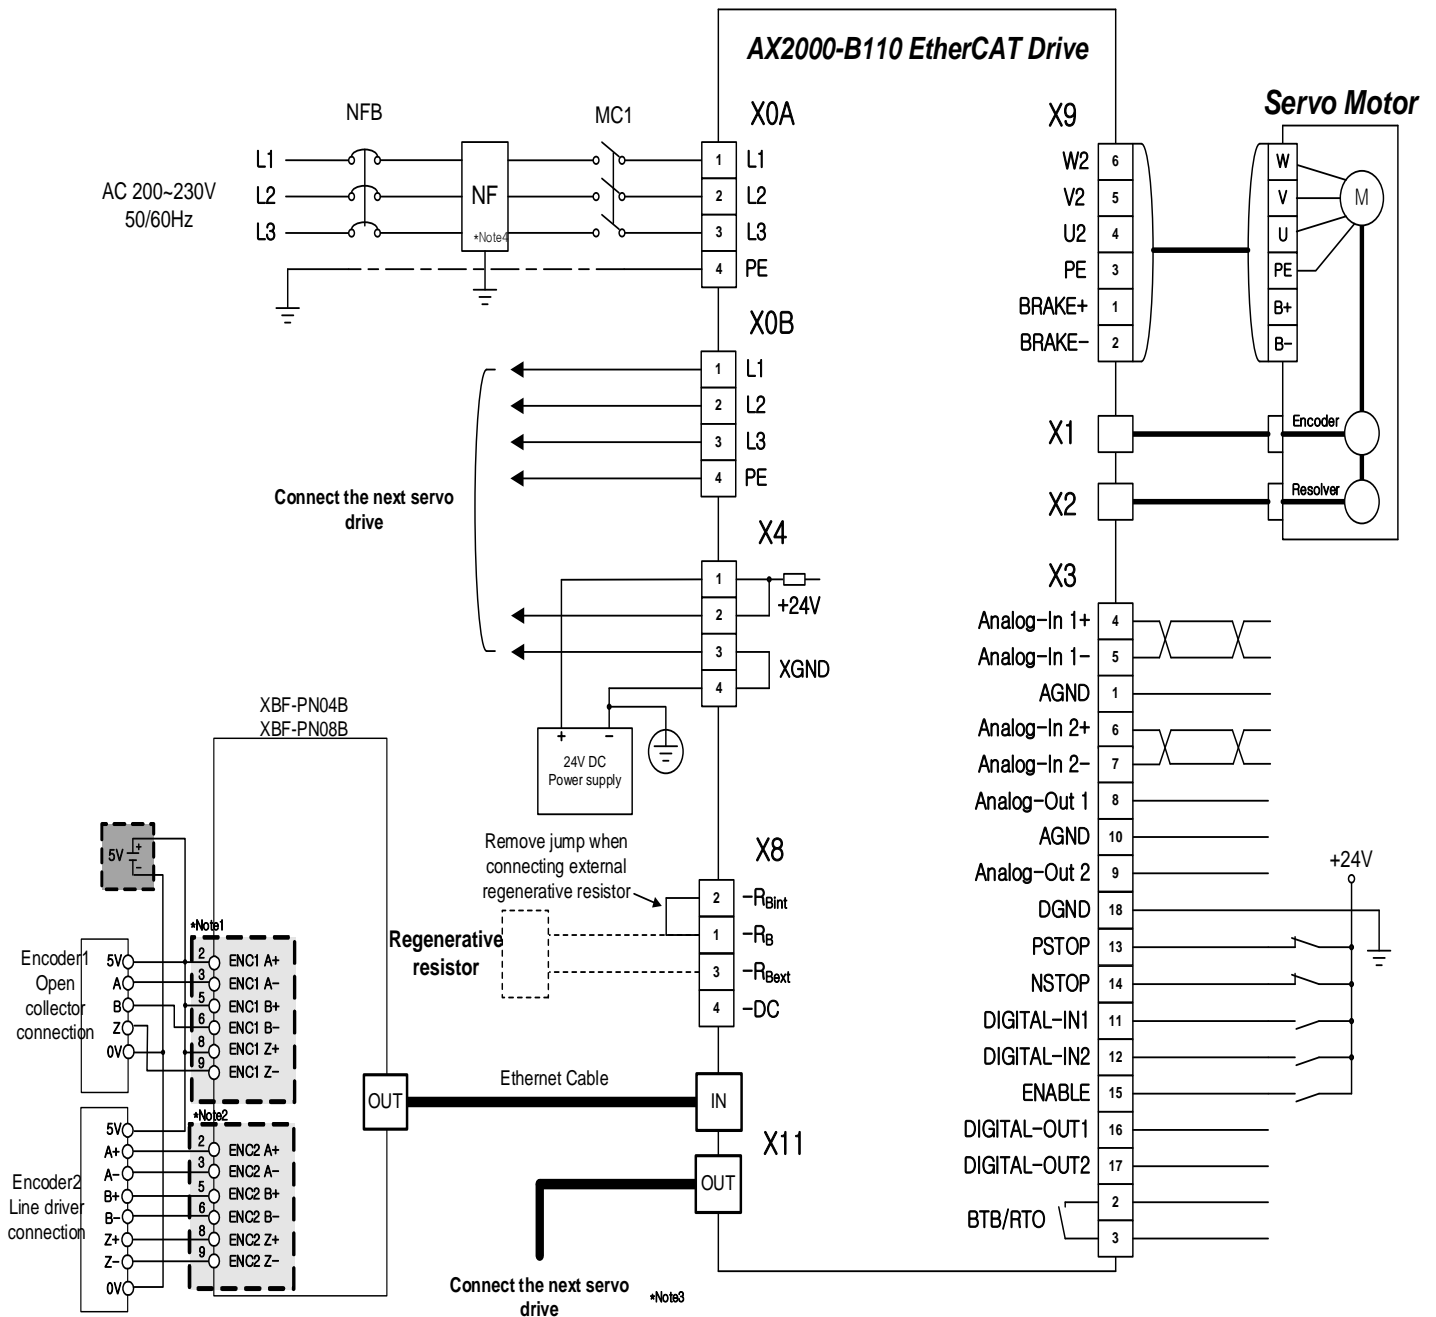 AX2000-B110 EtherCAT Drive
Servo Motor
NFB
MC1
X0A
X9
AC 200~230V
50/60Hz
L1
L2
L3
NF
*Note4
1 L1
2 L2
3 L3
4 PE
W2 6
V2 5
U2 4
PE 3
BRAKE+ 1
BRAKE- 2
W
V
U
PE
B+
B-
M
X0B
1 L1
2 L2
3 L3
4 PE
Connect the next servo
drive
X1
Encoder
X2
Resolver
X4
1
2
3
4
+24V
XGND
+ -
24V DC
Power supply
X3
Analog-In 1+ 4
Analog-In 1- 5
AGND 1
Analog-In 2+ 6
Analog-In 2- 7
Analog-Out 1 8
AGND 10
Analog-Out 2 9
DGND 18
PSTOP 13
NSTOP 14
DIGITAL-IN1 11
DIGITAL-IN2 12
ENABLE 15
DIGITAL-OUT1 16
DIGITAL-OUT2 17
BTB/RTO
2
3
+24V
XBF-PN04B
XBF-PN08B
Remove jump when
connecting external
regenerative resistor
X8
2 -RBint
1 -RB
3 -RBext
4 -DC
Regenerative
resistor
5V
+
-
*Note1
Encoder1
Open
collector
connection
5V
A
B
Z
0V
2 ENC1 A+
3 ENC1 A-
5 ENC1 B+
6 ENC1 B-
8 ENC1 Z+
9 ENC1 Z-
*Note2
Encoder2
Line driver
connection
5V
A+
A-
B+
B-
Z+
Z-
0V
2 ENC2 A+
3 ENC2 A-
5 ENC2 B+
6 ENC2 B-
8 ENC2 Z+
9 ENC2 Z-
OUT
Ethernet Cable
IN
X11
OUT
Connect the next servo
drive
*Note3